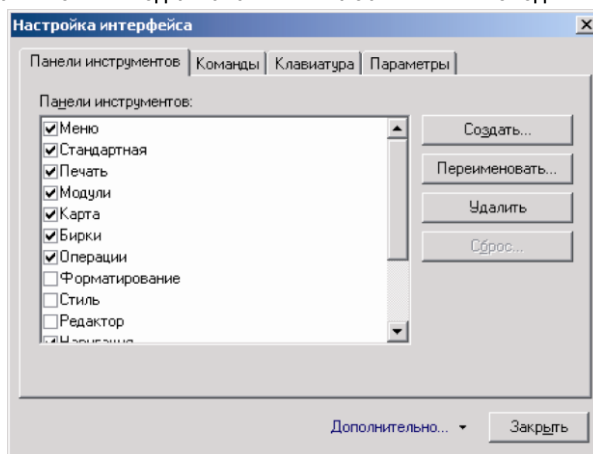 Настройка интерфейса
Панели инструментов Команды Клавиатура Параметры
Панели инструментов:
Меню
Стандартная
Печать
Модули
Карта
Бирки
Операции
Форматирование
Стиль
Редактор
Создать...
Переименовать...
Удалить
Сброс...
Дополнительно...
Закрыть